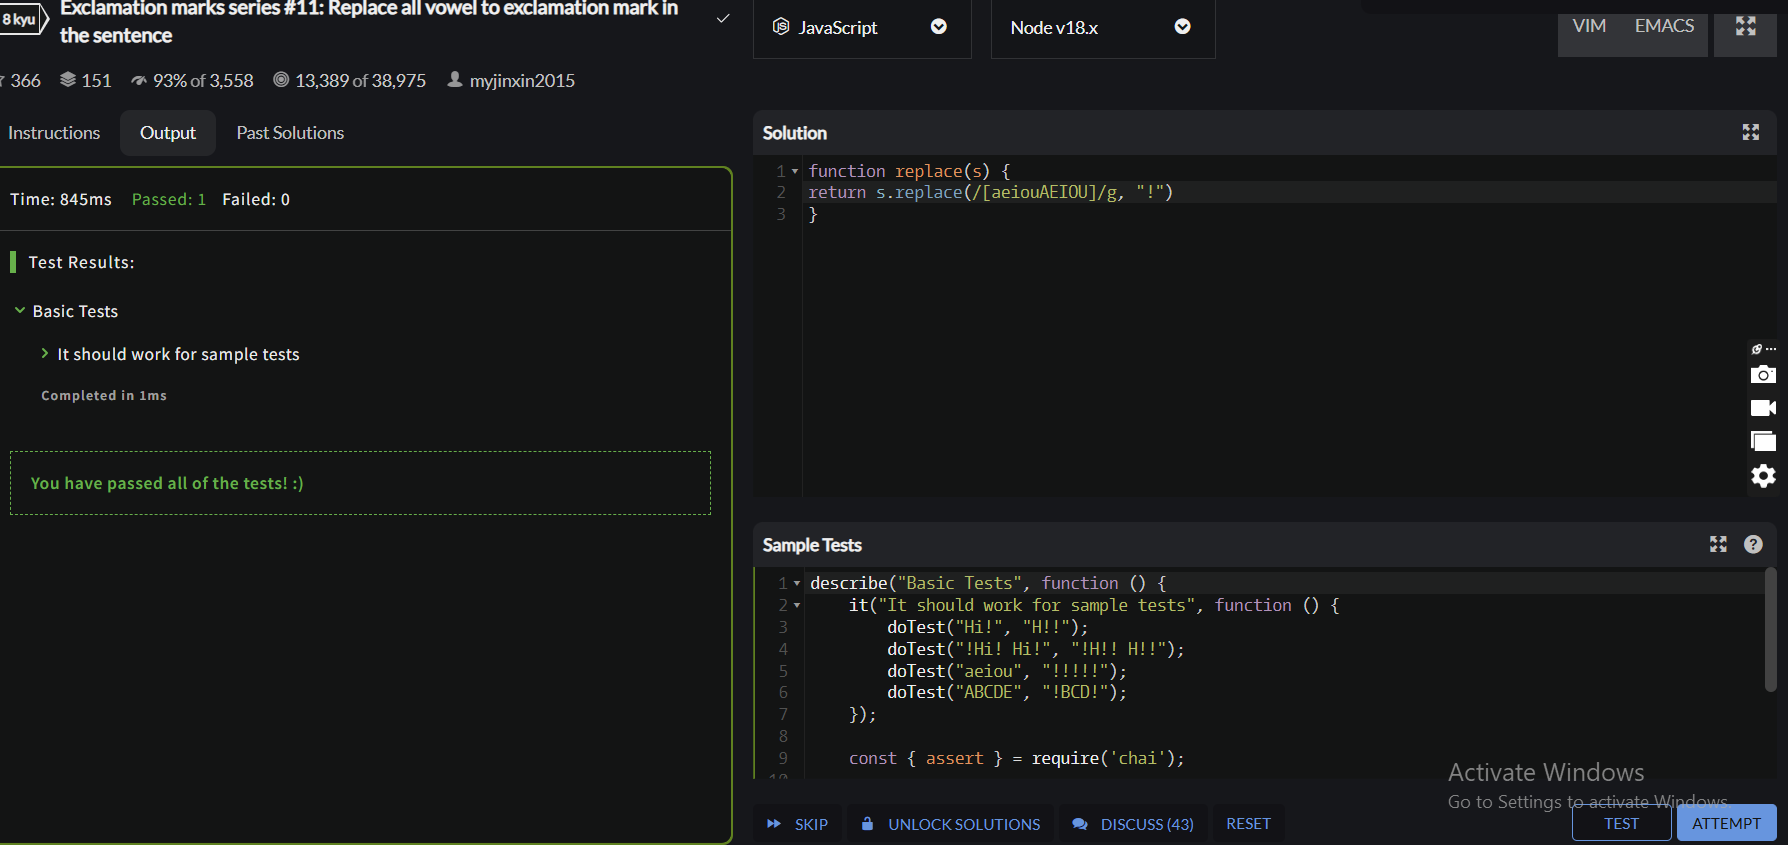 8 kyu
Exclamation marks series #11: Replace all vowel to exclamation mark in
the sentence
366 151 93% of 3,558 13,389 of 38,975 myjinxin2015
Instructions Output Past Solutions
Time: 845ms Passed: 1 Failed: 0
Test Results:
Basic Tests
It should work for sample tests
Completed in 1ms
You have passed all of the tests! :)
JavaScript
Node v18.x
VIM EMACS
Solution
1 function replace(s) {
2 return s.replace(/[aeiouAEIOU]/g, "!")
3 }
Sample Tests
1 describe("Basic Tests", function () {
2 it("It should work for sample tests", function () {
3 doTest("Hi!", "H!!");
4 doTest("!Hi! Hi!", "!H!! H!!");
5 doTest("aeiou", "!!!!!");
6 doTest("ABCDE", "!BCD!");
7 });
8
9 const { assert } = require('chai');
10
Activate Windows
Go to Settings to activate Windows.
SKIP UNLOCK SOLUTIONS DISCUSS (43) RESET TEST ATTEMPT